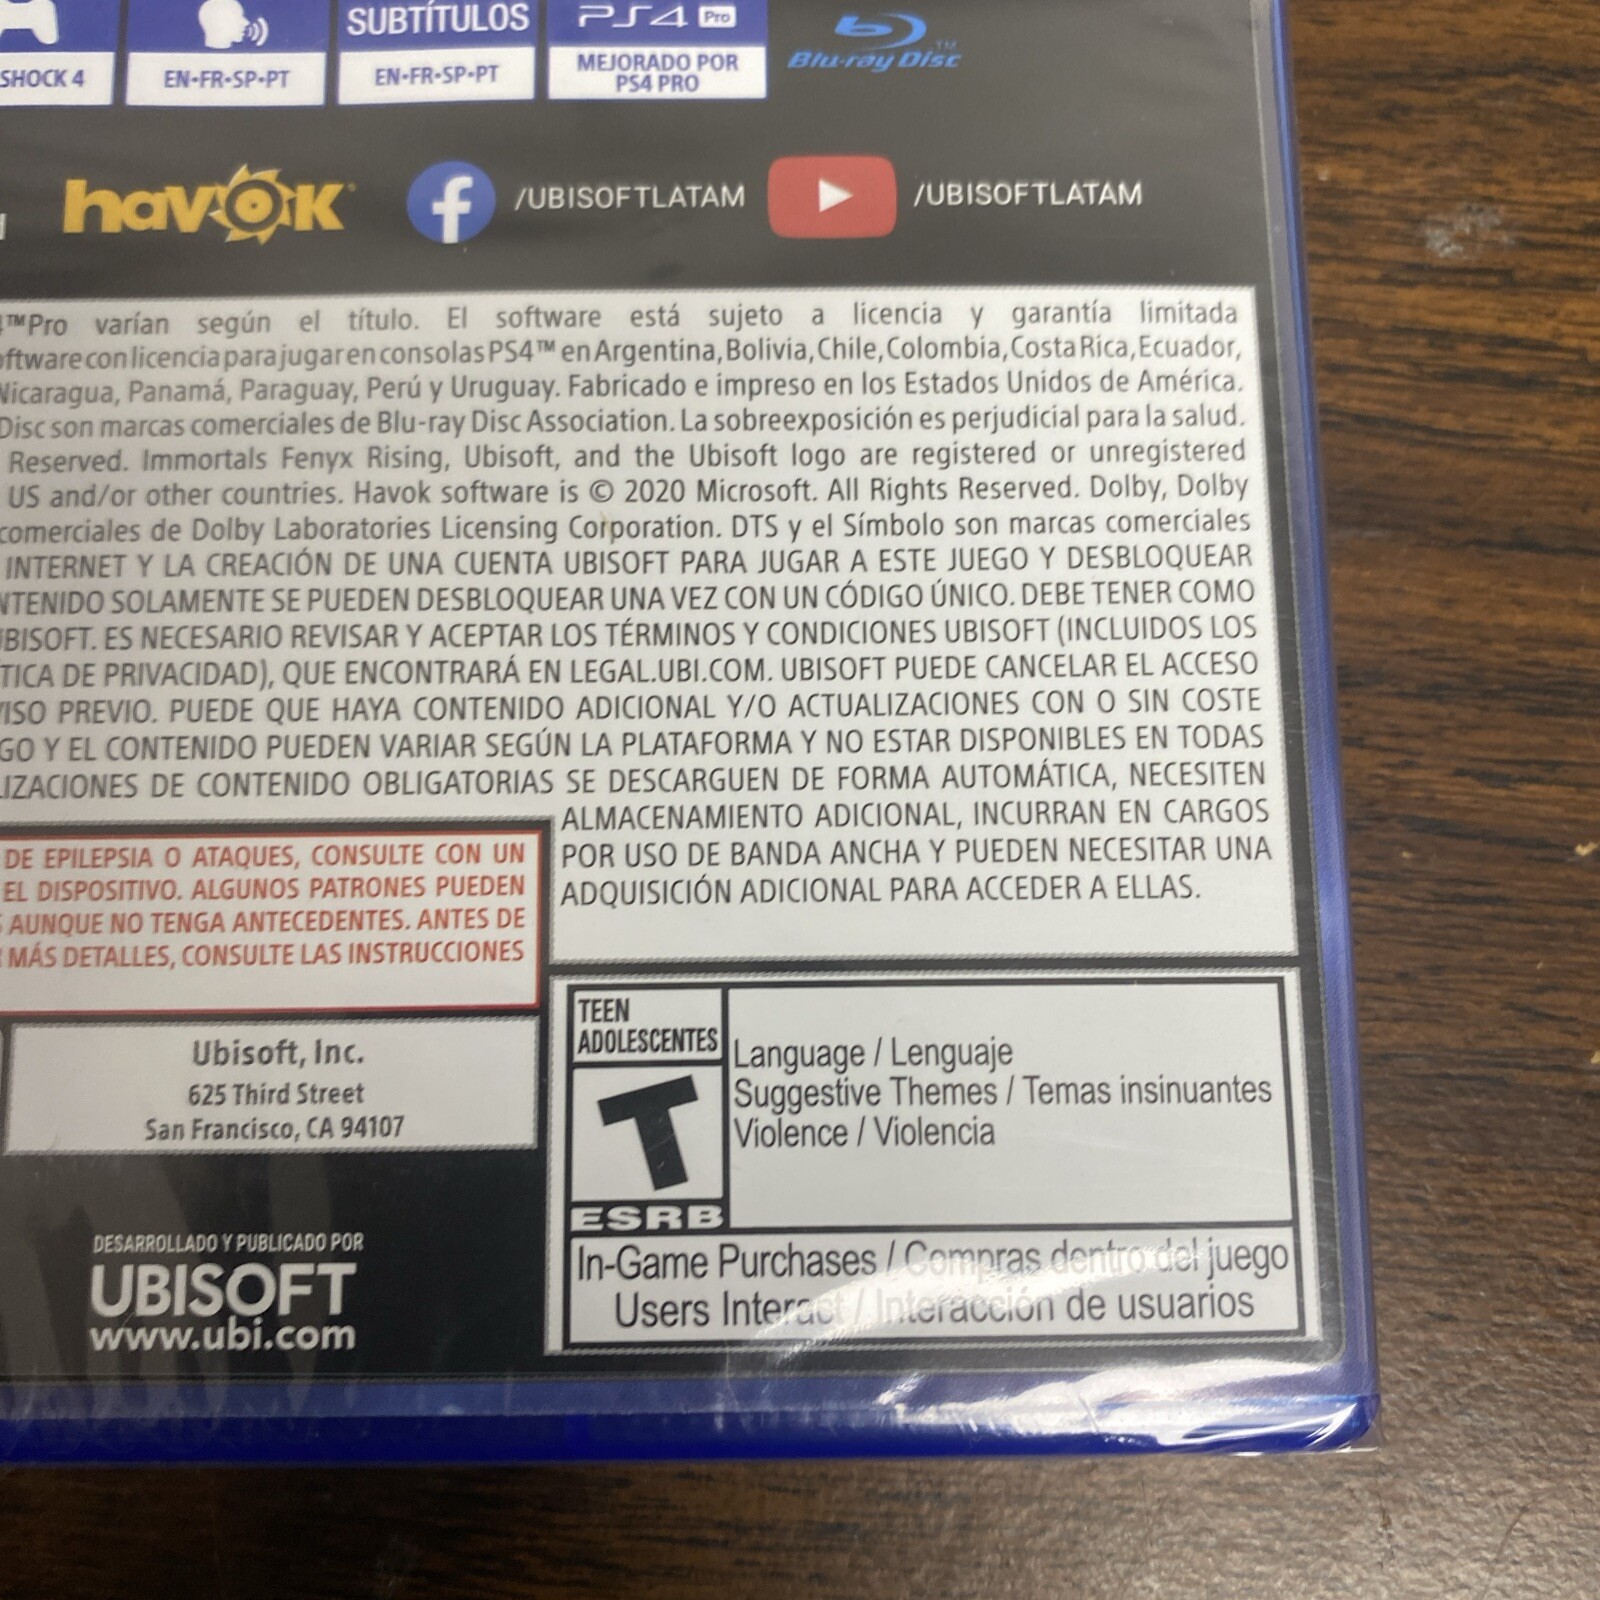 SHOCK 4
EN•FR•SP•PT
SUBTÍTULOS
EN•FR•SP•PT
PS4 Pro
MEJORADO POR
PS4 PRO
Blu-ray Disc™
havok
/UBISOFTLATAM
/UBISOFTLATAM
™Pro varían según el título. El software está sujeto a licencia y garantía limitada
con licencia para jugar en consolas PS4™ en Argentina, Bolivia, Chile, Colombia, Costa Rica, Ecuador,
Nicaragua, Panamá, Paraguay, Perú y Uruguay. Fabricado e impreso en los Estados Unidos de América.
Disc son marcas comerciales de Blu-ray Disc Association. La sobreexposición es perjudicial para la salud.
Reserved. Immortals Fenyx Rising, Ubisoft, and the Ubisoft logo are registered or unregistered
US and/or other countries. Havok software is © 2020 Microsoft. All Rights Reserved. Dolby, Dolby
comerciales de Dolby Laboratories Licensing Corporation. DTS y el Símbolo son marcas comerciales
INTERNET Y LA CREACIÓN DE UNA CUENTA UBISOFT PARA JUGAR A ESTE JUEGO Y DESBLOQUEAR
NTENIDO SOLAMENTE SE PUEDEN DESBLOQUEAR UNA VEZ CON UN CÓDIGO ÚNICO. DEBE TENER COMO
UBISOFT. ES NECESARIO REVISAR Y ACEPTAR LOS TÉRMINOS Y CONDICIONES UBISOFT (INCLUIDOS LOS
TICA DE PRIVACIDAD), QUE ENCONTRARÁ EN LEGAL.UBI.COM. UBISOFT PUEDE CANCELAR EL ACCESO
VISO PREVIO. PUEDE QUE HAYA CONTENIDO ADICIONAL Y/O ACTUALIZACIONES CON O SIN COSTE
GO Y EL CONTENIDO PUEDEN VARIAR SEGÚN LA PLATAFORMA Y NO ESTAR DISPONIBLES EN TODAS
LIZACIONES DE CONTENIDO OBLIGATORIAS SE DESCARGUEN DE FORMA AUTOMÁTICA, NECESITEN
ALMACENAMIENTO ADICIONAL, INCURRAN EN CARGOS
POR USO DE BANDA ANCHA Y PUEDEN NECESITAR UNA
ADQUISICIÓN ADICIONAL PARA ACCEDER A ELLAS.
DE EPILEPSIA O ATAQUES, CONSULTE CON UN
EL DISPOSITIVO. ALGUNOS PATRONES PUEDEN
AUNQUE NO TENGA ANTECEDENTES. ANTES DE
MÁS DETALLES, CONSULTE LAS INSTRUCCIONES
Ubisoft, Inc.
625 Third Street
San Francisco, CA 94107
DESARROLLADO Y PUBLICADO POR
UBISOFT
www.ubi.com
TEEN
ADOLESCENTES
T
ESRB
Language / Lenguaje
Suggestive Themes / Temas insinuantes
Violence / Violencia
In-Game Purchases / Compras dentro del juego
Users Interact / Interacción de usuarios